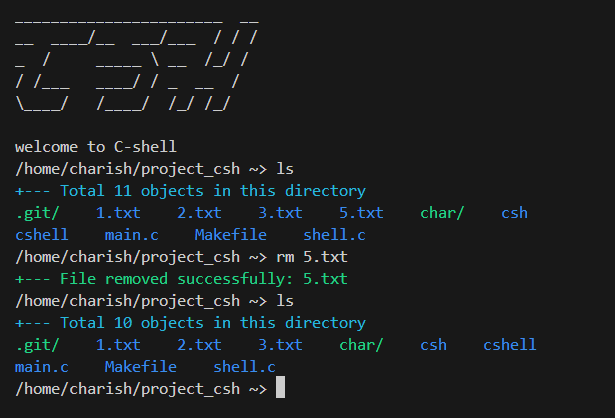 _______________________  __
__  ____/__  ___/___  / / /
_  /     _____ \ __  /_/ /
/ /___   ____/ / _  __  /
\____/   /____/  /_/ /_/
welcome to C-shell
/home/charish/project_csh ~> ls
+--- Total 11 objects in this directory
.git/    1.txt    2.txt    3.txt    5.txt    char/    csh
cshell    main.c    Makefile    shell.c
/home/charish/project_csh ~> rm 5.txt
+--- File removed successfully: 5.txt
/home/charish/project_csh ~> ls
+--- Total 10 objects in this directory
.git/    1.txt    2.txt    3.txt    char/    csh    cshell
main.c    Makefile    shell.c
/home/charish/project_csh ~>